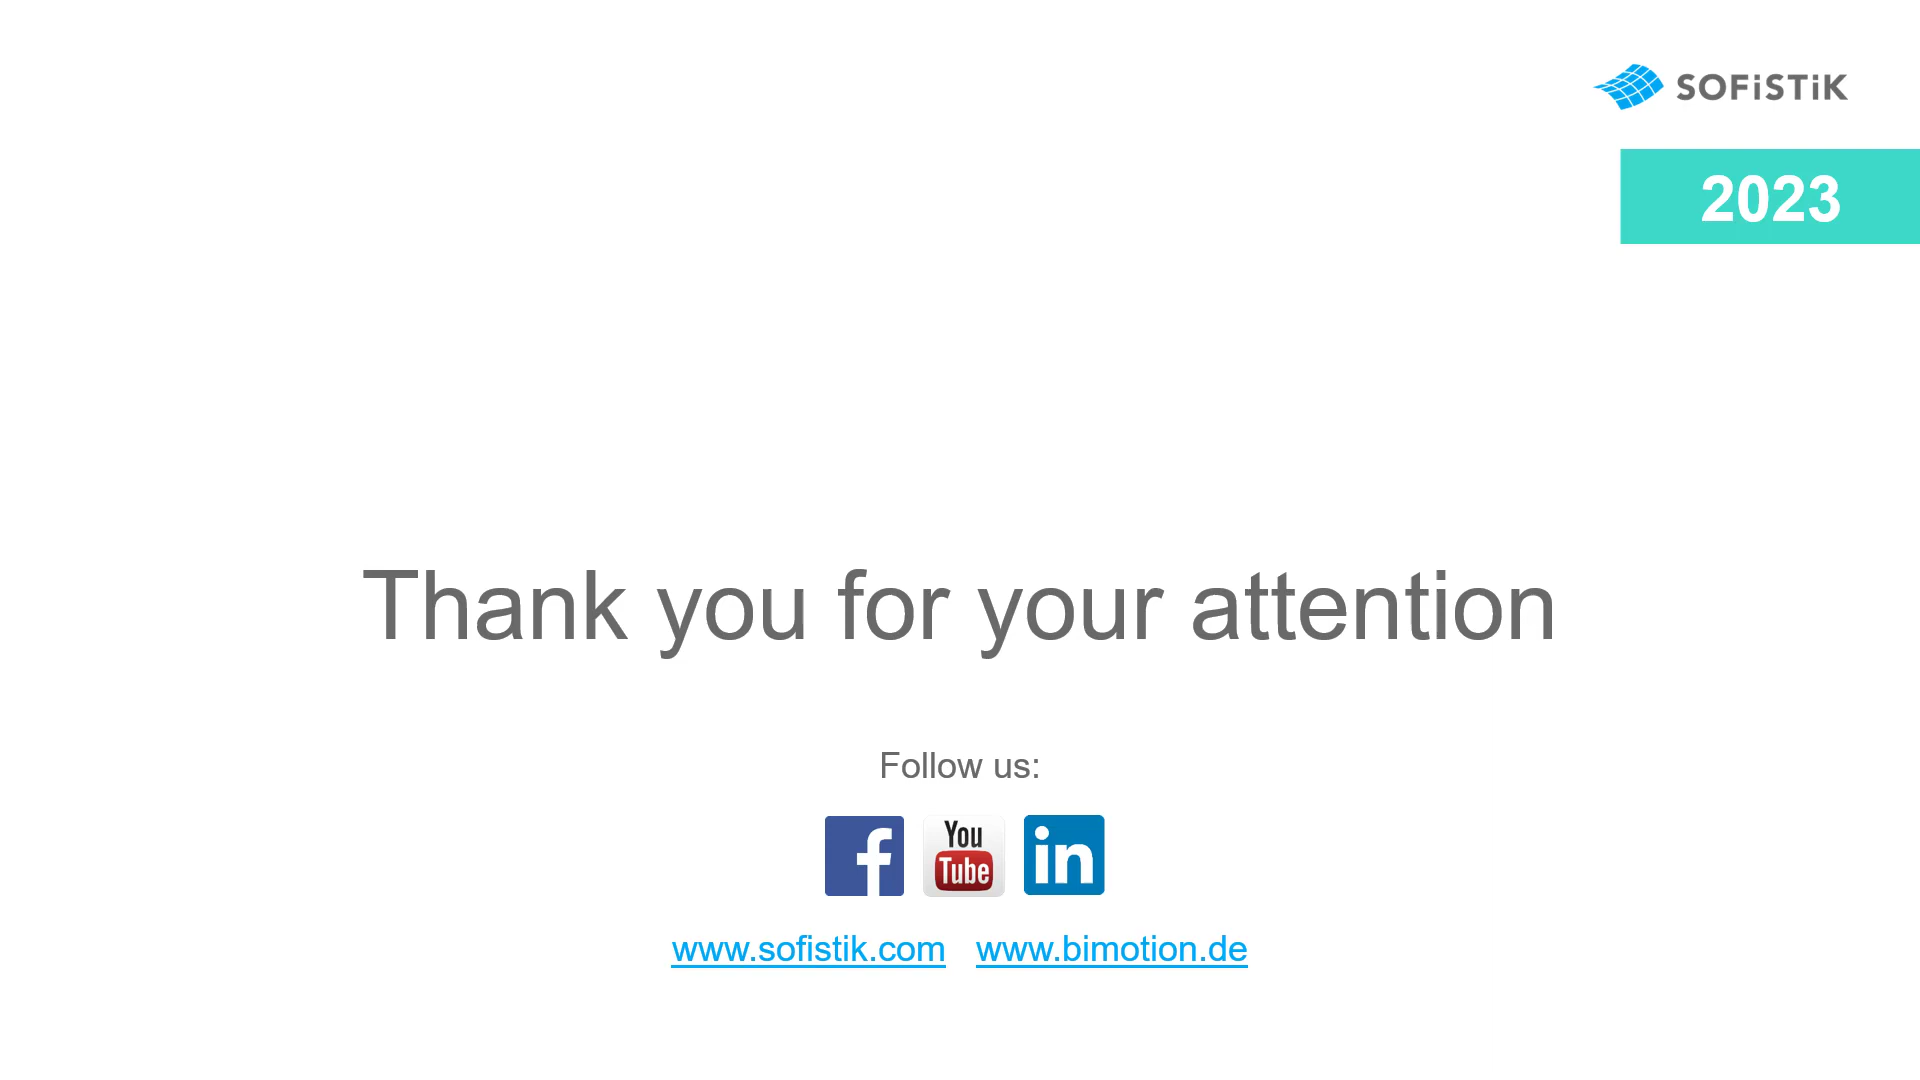 SOFiSTiK
2023
Thank you for your attention
Follow us:
f You Tube in
www.sofistik.com www.bimotion.de